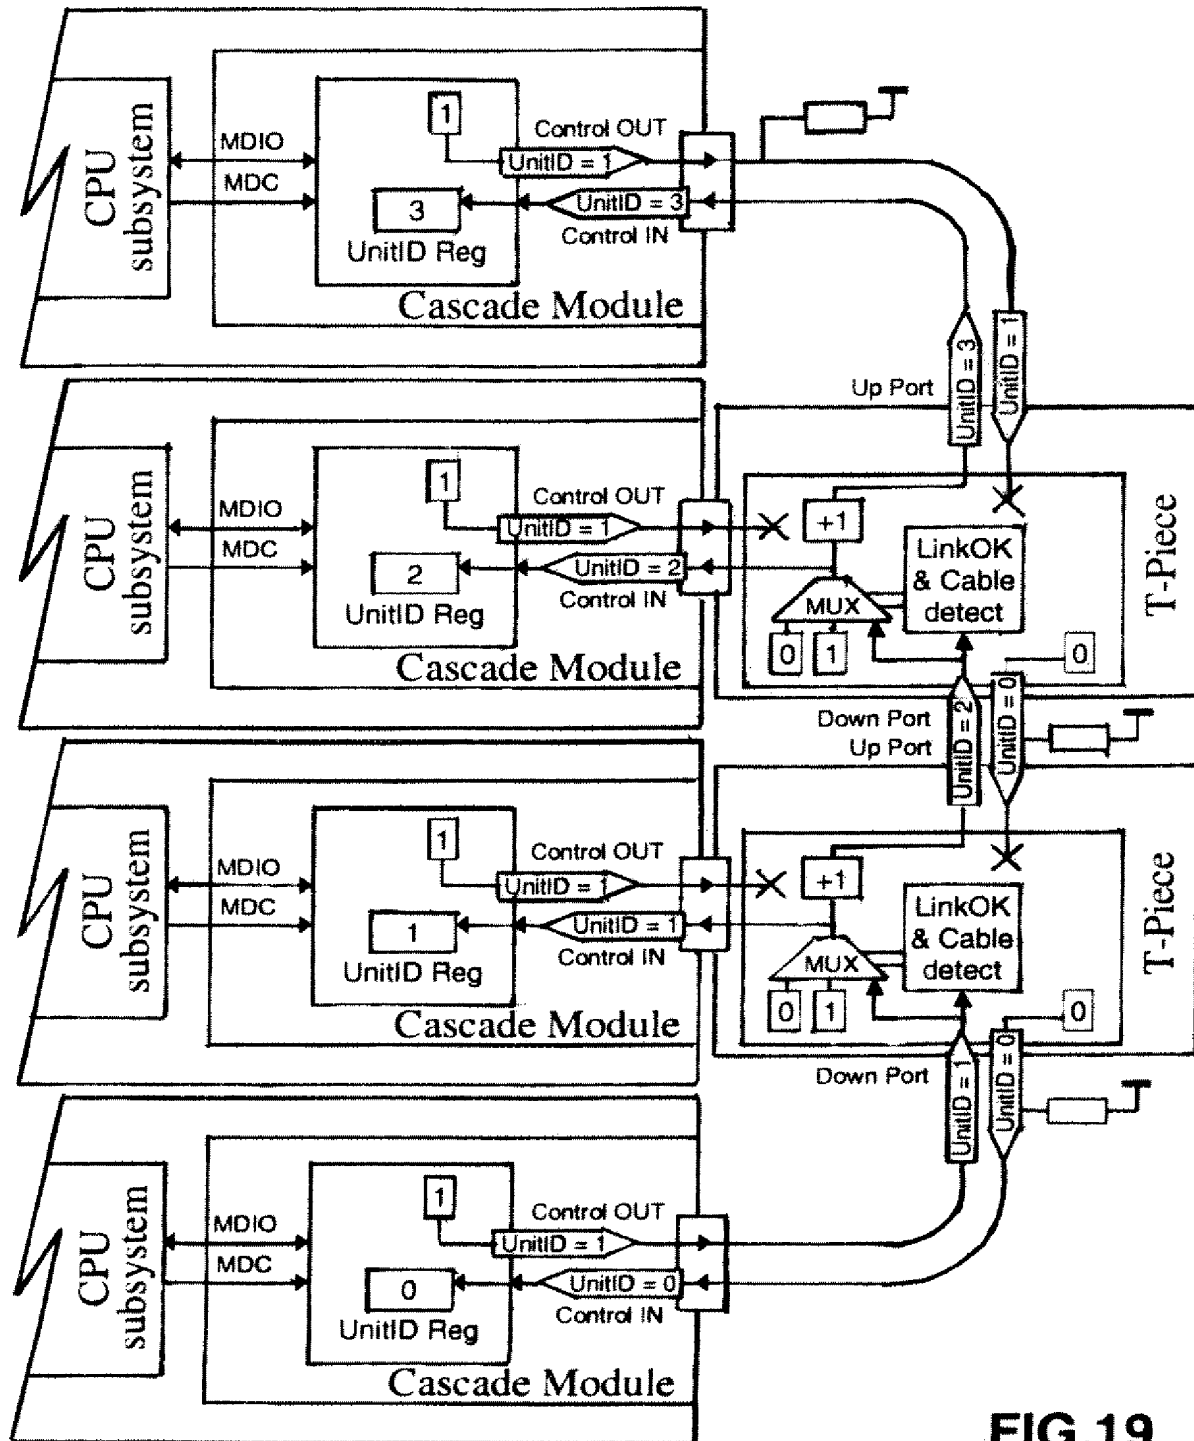 CPU
subsystem
MDIO
MDC
1
Control OUT
UnitID = 1
3
UnitID = 3
UnitID Reg
Control IN
Cascade Module
UnitID = 3
UnitID = 1
Up Port
CPU
subsystem
MDIO
MDC
1
Control OUT
UnitID = 1
2
UnitID = 2
UnitID Reg
Control IN
Cascade Module
+1
LinkOK
& Cable
detect
MUX
0
1
0
T-Piece
Down Port
Up Port
UnitID = 2
UnitID = 0
CPU
subsystem
MDIO
MDC
1
Control OUT
UnitID = 1
1
UnitID = 1
UnitID Reg
Control IN
Cascade Module
+1
LinkOK
& Cable
detect
MUX
0
1
0
T-Piece
Down Port
UnitID = 1
UnitID = 0
CPU
subsystem
MDIO
MDC
1
Control OUT
UnitID = 1
0
UnitID = 0
UnitID Reg
Control IN
Cascade Module
FIG.19